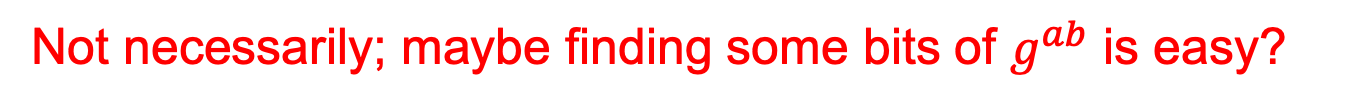 Not necessarily; maybe finding some bits of $g^{ab}$ is easy?